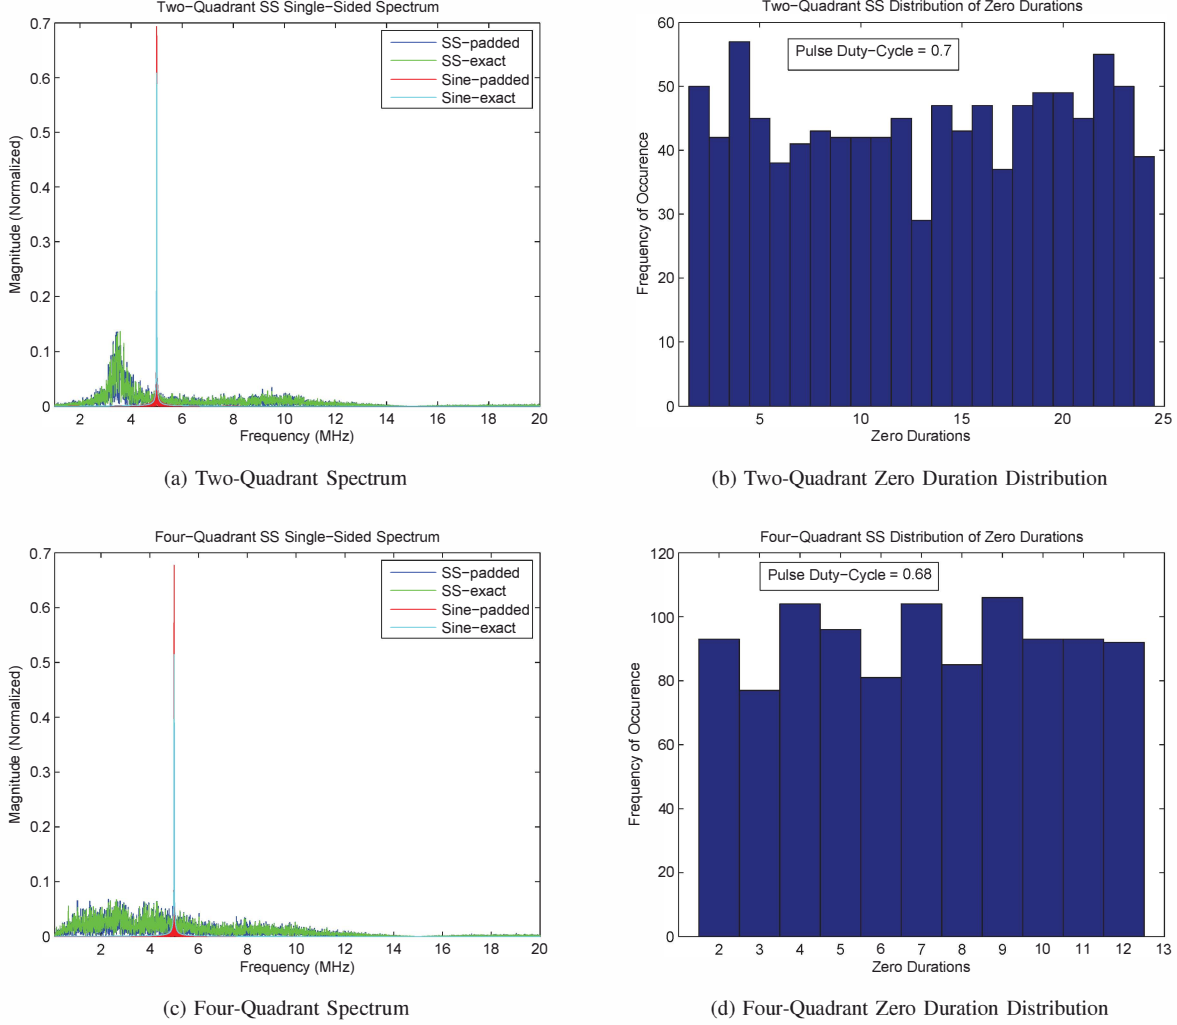 Two-Quadrant SS Single-Sided Spectrum
0.7
0.6
0.5
0.4
0.3
0.2
0.1
0
Magnitude (Normalized)
SS-padded
SS-exact
Sine-padded
Sine-exact
2 4 6 8 10 12 14 16 18 20
Frequency (MHz)
(a) Two-Quadrant Spectrum
Two-Quadrant SS Distribution of Zero Durations
60
50
40
30
20
10
0
Frequency of Occurence
Pulse Duty-Cycle = 0.7
5 10 15 20 25
Zero Durations
(b) Two-Quadrant Zero Duration Distribution
Four-Quadrant SS Single-Sided Spectrum
0.7
0.6
0.5
0.4
0.3
0.2
0.1
0
Magnitude (Normalized)
SS-padded
SS-exact
Sine-padded
Sine-exact
2 4 6 8 10 12 14 16 18 20
Frequency (MHz)
(c) Four-Quadrant Spectrum
Four-Quadrant SS Distribution of Zero Durations
120
100
80
60
40
20
0
Frequency of Occurence
Pulse Duty-Cycle = 0.68
2 3 4 5 6 7 8 9 10 11 12 13
Zero Durations
(d) Four-Quadrant Zero Duration Distribution